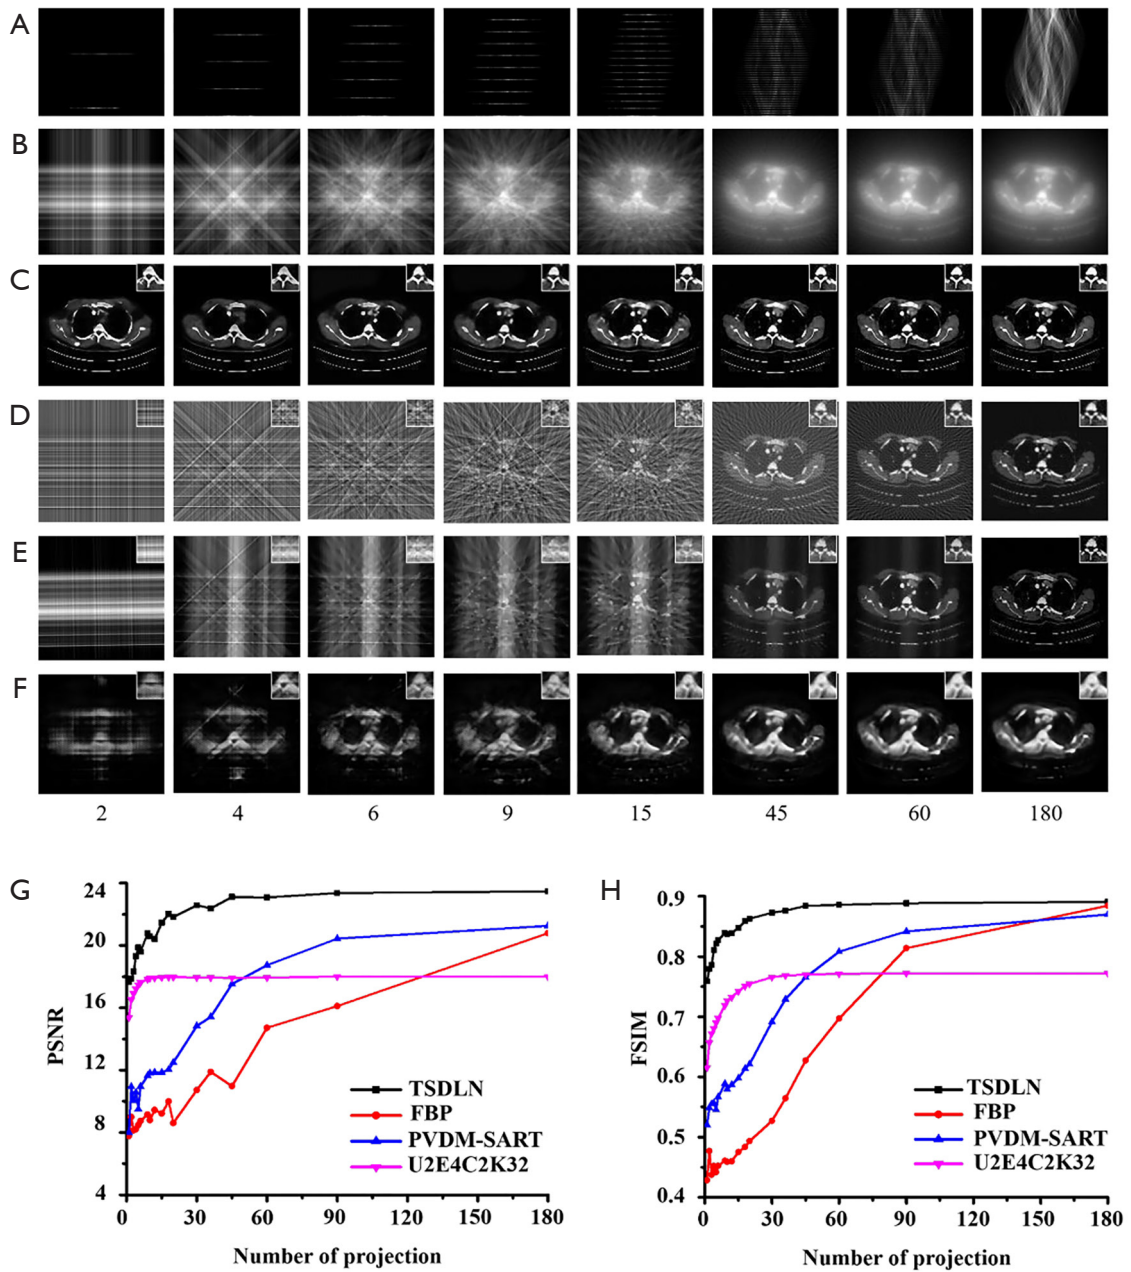 A
B
C
D
E
F
2 4 6 9 15 45 60 180
G
PSNR
24
20
16
12
8
4
0 30 60 90 120 150 180
Number of projection
TSDLN
FBP
PVDM-SART
U2E4C2K32
H
FSIM
0.9
0.8
0.7
0.6
0.5
0.4
0 30 60 90 120 150 180
Number of projection
TSDLN
FBP
PVDM-SART
U2E4C2K32